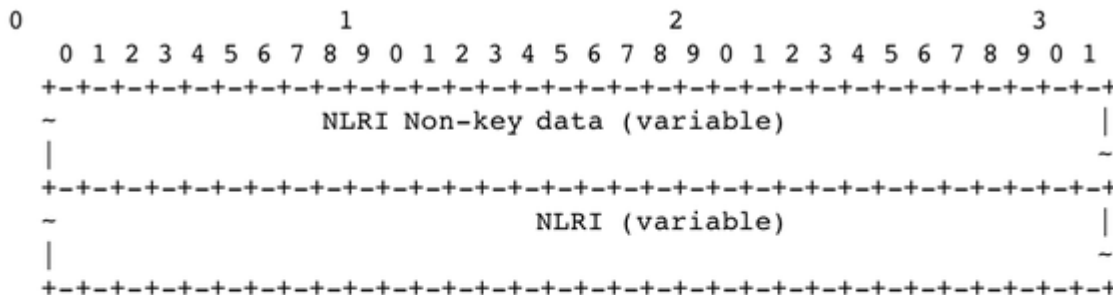 0                   1                   2                   3
  0 1 2 3 4 5 6 7 8 9 0 1 2 3 4 5 6 7 8 9 0 1 2 3 4 5 6 7 8 9 0 1
 +-+-+-+-+-+-+-+-+-+-+-+-+-+-+-+-+-+-+-+-+-+-+-+-+-+-+-+-+-+-+-+
 ~                NLRI Non-key data (variable)                   |
 |                                                               ~
 +-+-+-+-+-+-+-+-+-+-+-+-+-+-+-+-+-+-+-+-+-+-+-+-+-+-+-+-+-+-+-+
 ~                             NLRI (variable)                   |
 |                                                               ~
 +-+-+-+-+-+-+-+-+-+-+-+-+-+-+-+-+-+-+-+-+-+-+-+-+-+-+-+-+-+-+-+